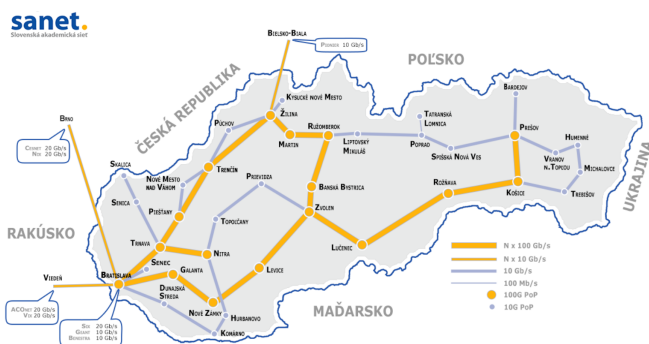 sanet.
Slovenská akademická sieť
Bielsko-Biala
Pionier 10 Gb/s
POĽSKO
ČESKÁ REPUBLIKA
Kysucké Nové Mesto
Bardejov
Brno
Cesnet 20 Gb/s
Nix 20 Gb/s
Púchov
Žilina
Ružomberok
Martin
Liptovský
Mikuláš
Tatranská
Lomnica
Poprad
Spišská Nová Ves
Prešov
Humenné
Vranov
n.Topľou
Michalovce
Skalica
Nové Mesto
nad Váhom
Trenčín
Prievidza
Banská Bystrica
Rožňava
Košice
Trebišov
UKRAJINA
Senica
Piešťany
Topoľčany
Zvolen
RAKÚSKO
Trnava
Nitra
Lučenec
Senec
Galanta
Levice
Bratislava
Viedeň
Dunajská
Streda
Nové Zámky
Hurbanovo
Komárno
MAĎARSKO
ACOnet 20 Gb/s
Vix 20 Gb/s
Six 20 Gb/s
Geant 10 Gb/s
Benestra 10 Gb/s
N x 100 Gb/s
N x 10 Gb/s
10 Gb/s
100 Mb/s
100G PoP
10G PoP